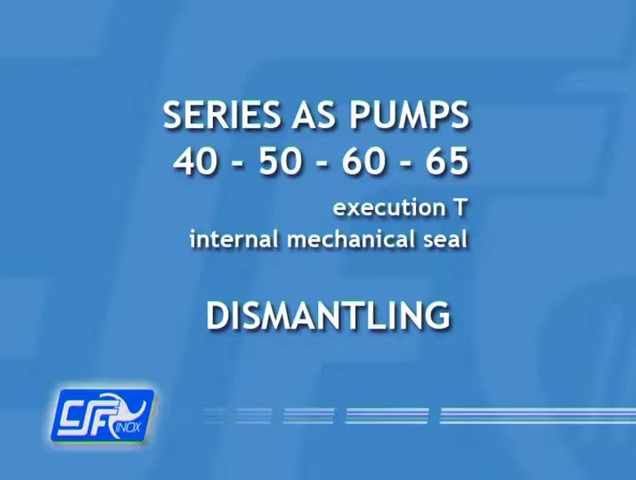 SERIES AS PUMPS
40 - 50 - 60 - 65
execution T
internal mechanical seal
DISMANTLING
CSF
INOX